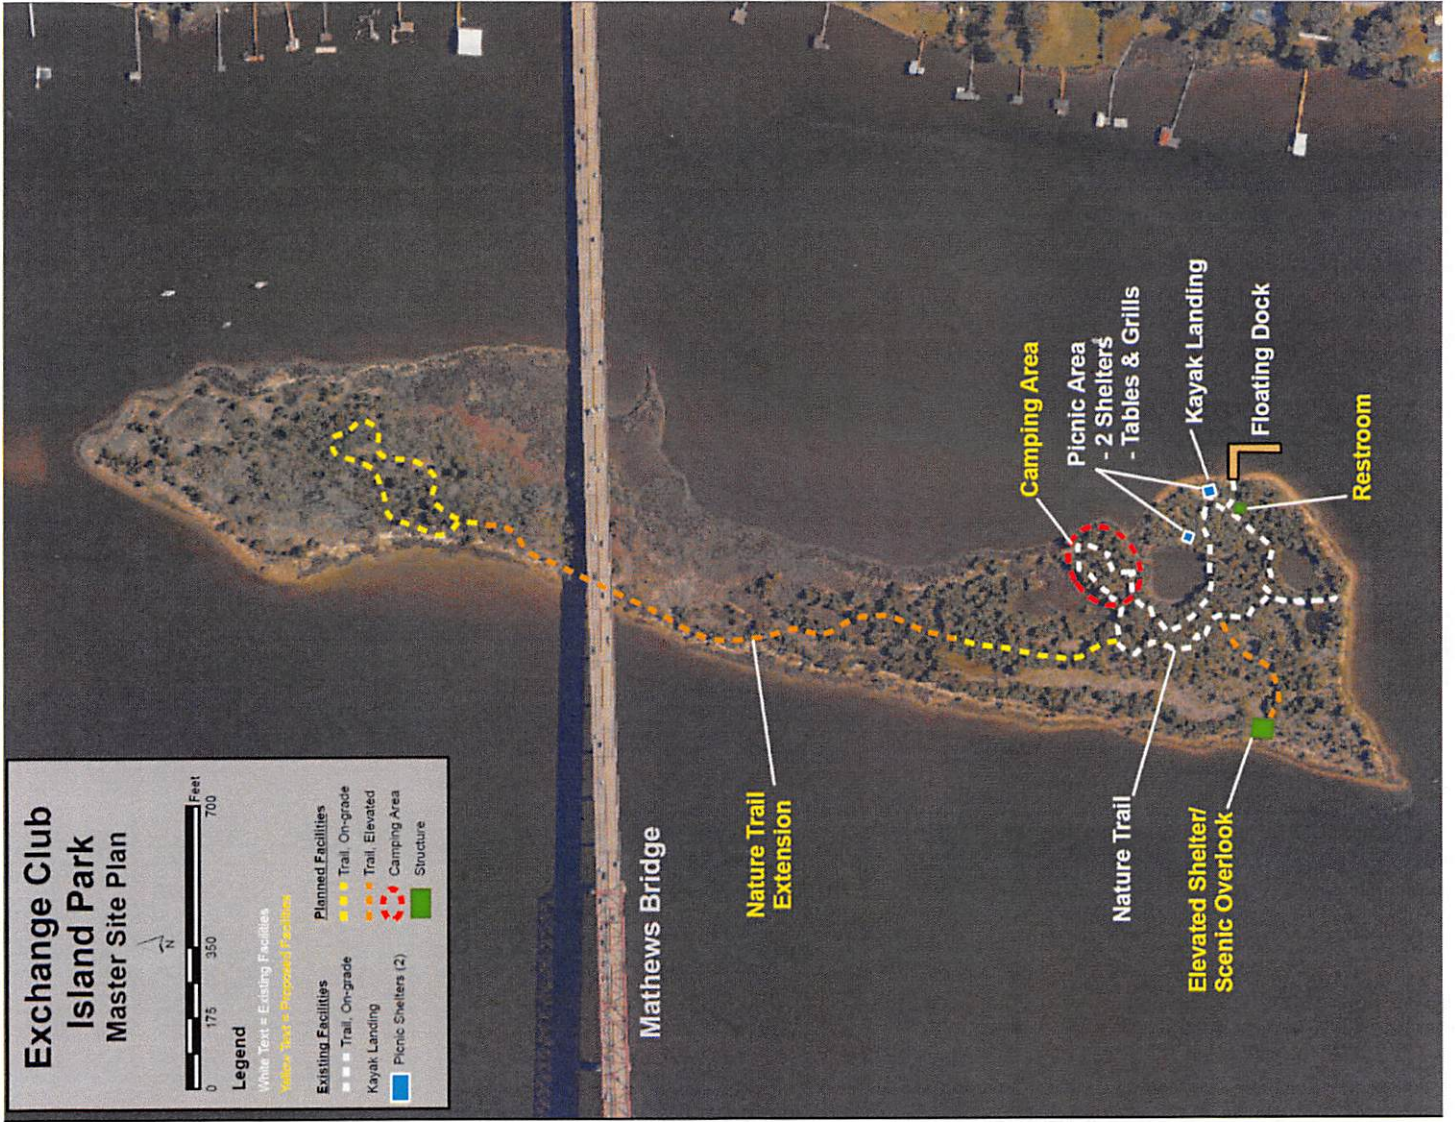 Exchange Club
Island Park
Master Site Plan
N
0 175 350 700
Feet
Legend
White Text = Existing Facilities
Yellow Text = Proposed Facilities
Existing Facilities
Trail, On-grade
Kayak Landing
Picnic Shelters (2)
Planned Facilities
Trail, On-grade
Trail, Elevated
Camping Area
Structure
Mathews Bridge
Nature Trail
Extension
Nature Trail
Elevated Shelter/
Scenic Overlook
Camping Area
Picnic Area
- 2 Shelters
- Tables & Grills
Kayak Landing
Floating Dock
Restroom